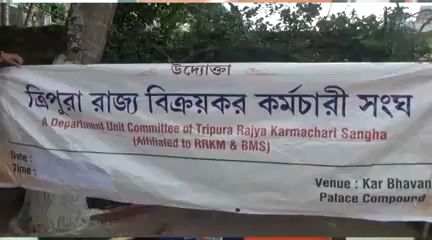 উদ্যোক্তা
ত্রিপুরা রাজ্য বিক্রয়কর কর্মচারী সংঘ
A Department Unit Committee of Tripura Rajya Karmachari Sangha
(Affiliated to RRKM & BMS)
Date :
Time :
Venue : Kar Bhavan
Palace Compound